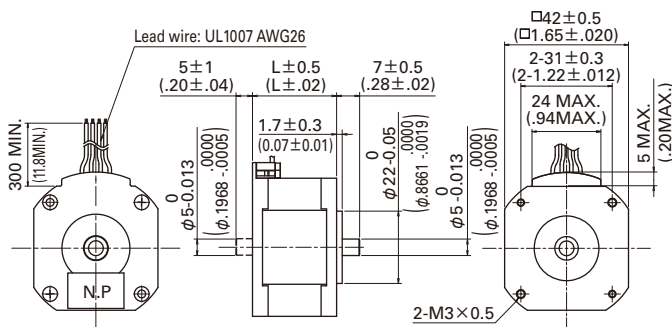 Lead wire: UL1007 AWG26
300 MIN.
(11.8MIN.)
N.P
5±1
(.20±.04)
L±0.5
(L±.02)
7±0.5
(.28±.02)
1.7±0.3
(0.07±0.01)
0
ϕ5-0.013
.0000
(ϕ.1968 -.0005)
0
ϕ22-0.05
.0000
(ϕ.8661 -.0019)
0
ϕ5-0.013
.0000
(ϕ.1968 -.0005)
□42±0.5
(□1.65±.020)
2-31±0.3
(2-1.22±.012)
24 MAX.
(.94MAX.)
5 MAX.
(.20MAX.)
2-M3×0.5